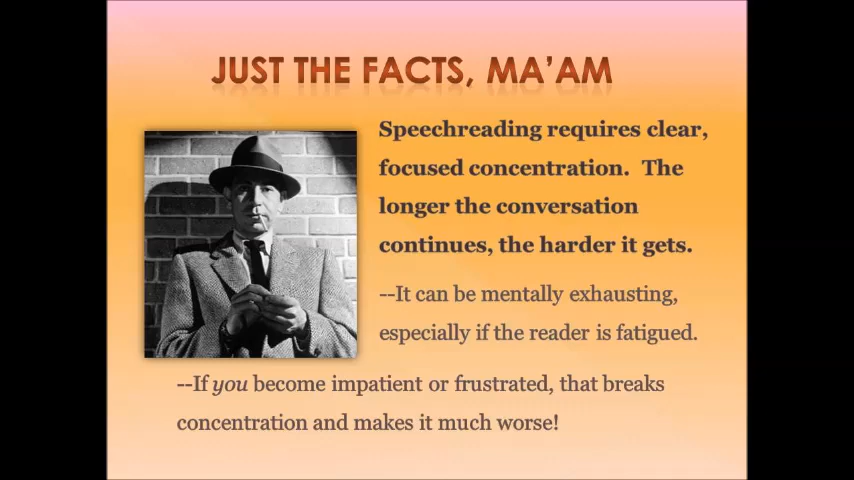 JUST THE FACTS, MA'AM
Speechreading requires clear,
focused concentration.  The
longer the conversation
continues, the harder it gets.
--It can be mentally exhausting,
especially if the reader is fatigued.
--If you become impatient or frustrated, that breaks
concentration and makes it much worse!